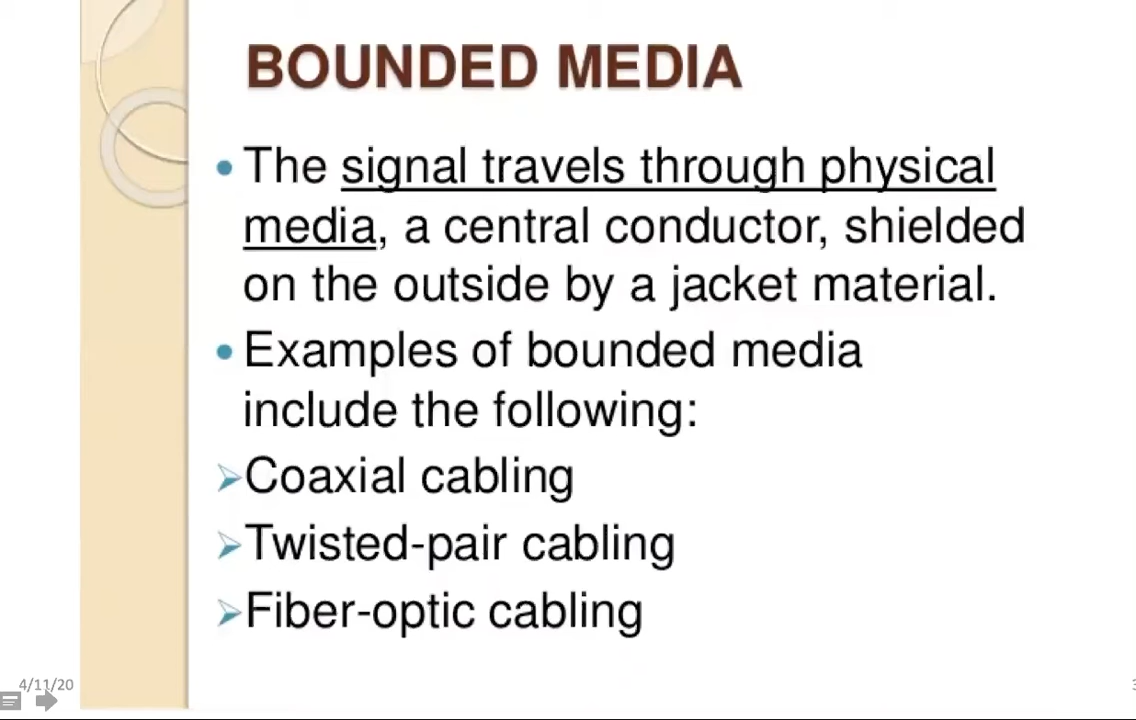 BOUNDED MEDIA
The signal travels through physical
media, a central conductor, shielded
on the outside by a jacket material.
Examples of bounded media
include the following:
Coaxial cabling
Twisted-pair cabling
Fiber-optic cabling
4/11/20